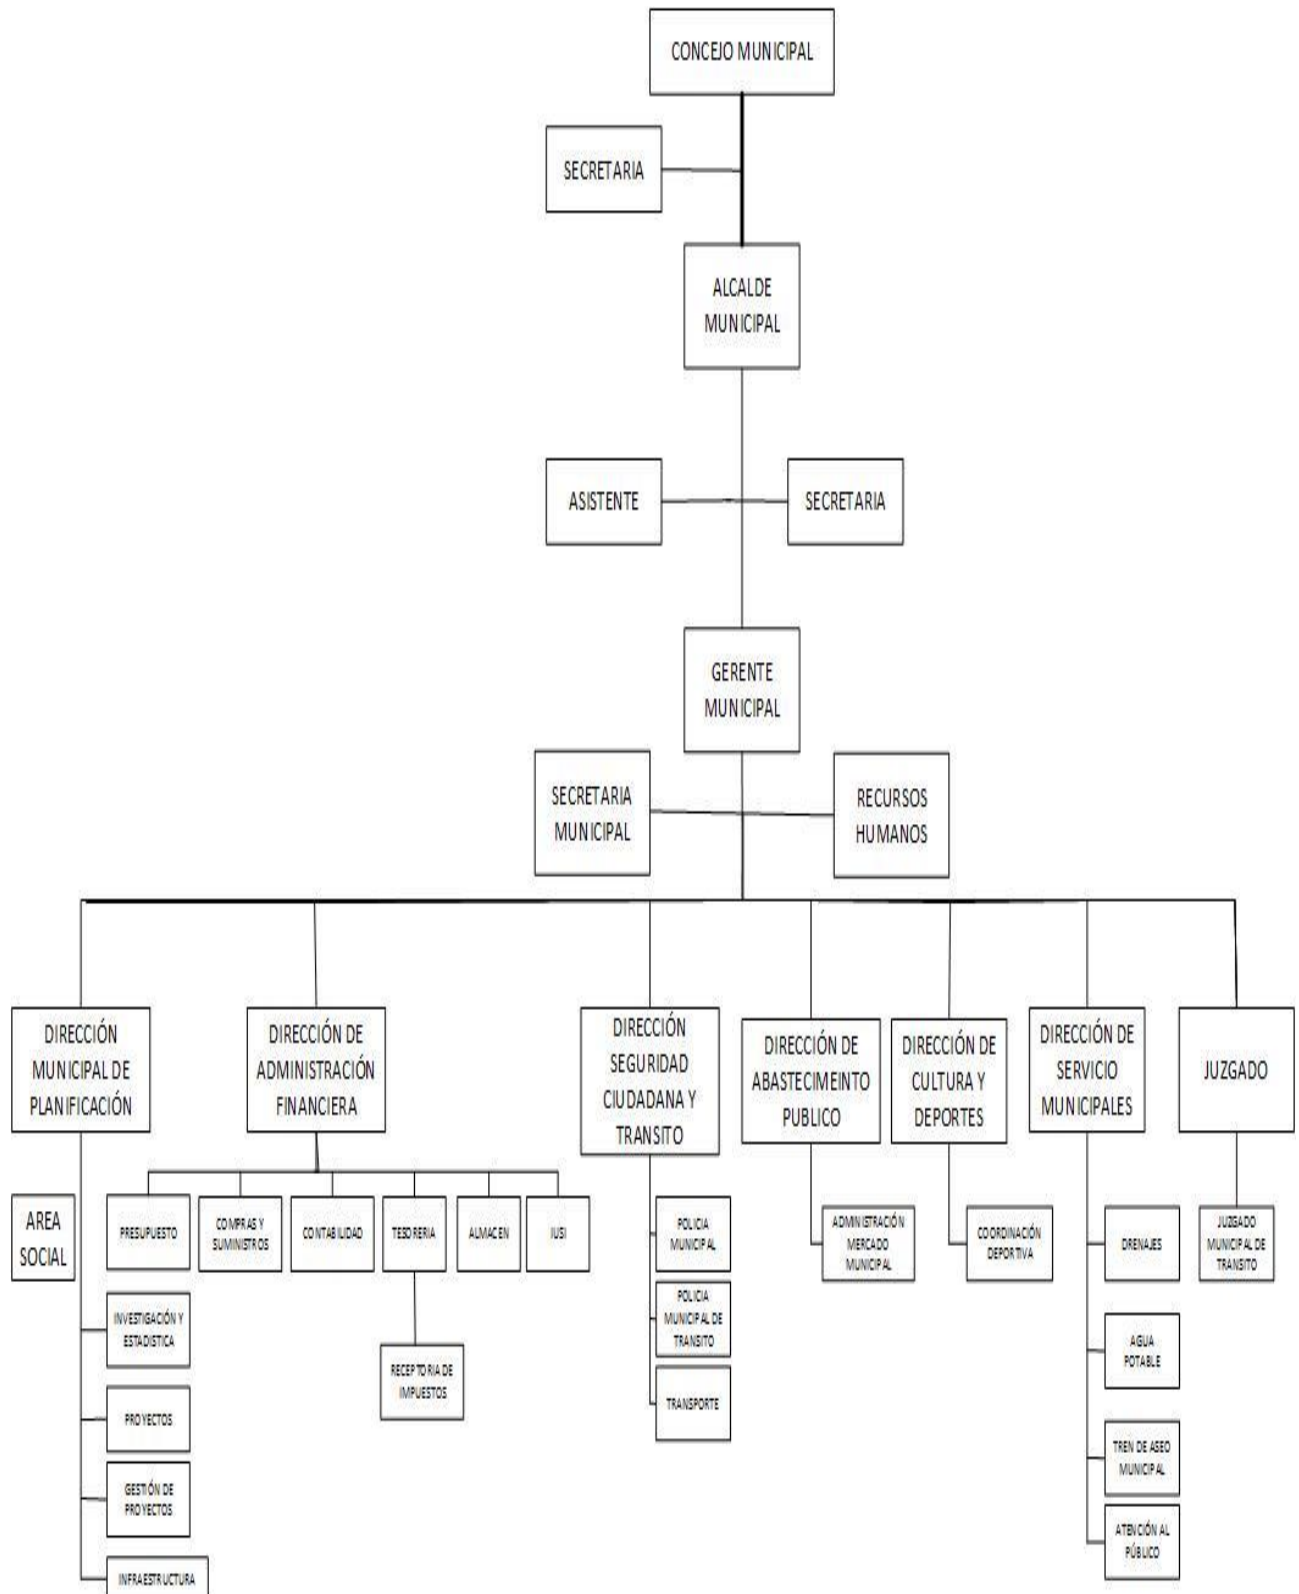 CONCEJO MUNICIPAL
SECRETARIA
ALCALDE
MUNICIPAL
ASISTENTE
SECRETARIA
GERENTE
MUNICIPAL
SECRETARIA
MUNICIPAL
RECURSOS
HUMANOS
DIRECCIÓN
MUNICIPAL DE
PLANIFICACIÓN
DIRECCIÓN DE
ADMINISTRACIÓN
FINANCIERA
DIRECCIÓN
SEGURIDAD
CIUDADANA Y
TRANSITO
DIRECCIÓN DE
ABASTECIMEINTO
PUBLICO
DIRECCIÓN DE
CULTURA Y
DEPORTES
DIRECCIÓN DE
SERVICIO
MUNICIPALES
JUZGADO
AREA
SOCIAL
PRESUPUESTO
COMPRAS Y
SUMINISTROS
CONTABILIDAD
TESORERIA
ALMACEN
IUSI
POLICIA
MUNICIPAL
ADMINISTRACIÓN
MERCADO
MUNICIPAL
COORDINACIÓN
DEPORTIVA
DRENAJES
JUZGADO
MUNICIPAL DE
TRANSITO
INVESTIGACIÓN Y
ESTADISTICA
RECEPTORIA DE
IMPUESTOS
POLICIA
MUNICIPAL DE
TRANSITO
AGUA
POTABLE
PROYECTOS
TRANSPORTE
TREN DE ASEO
MUNICIPAL
GESTIÓN DE
PROYECTOS
ATENCIÓN AL
PÚBLICO
INFRAESTRUCTURA